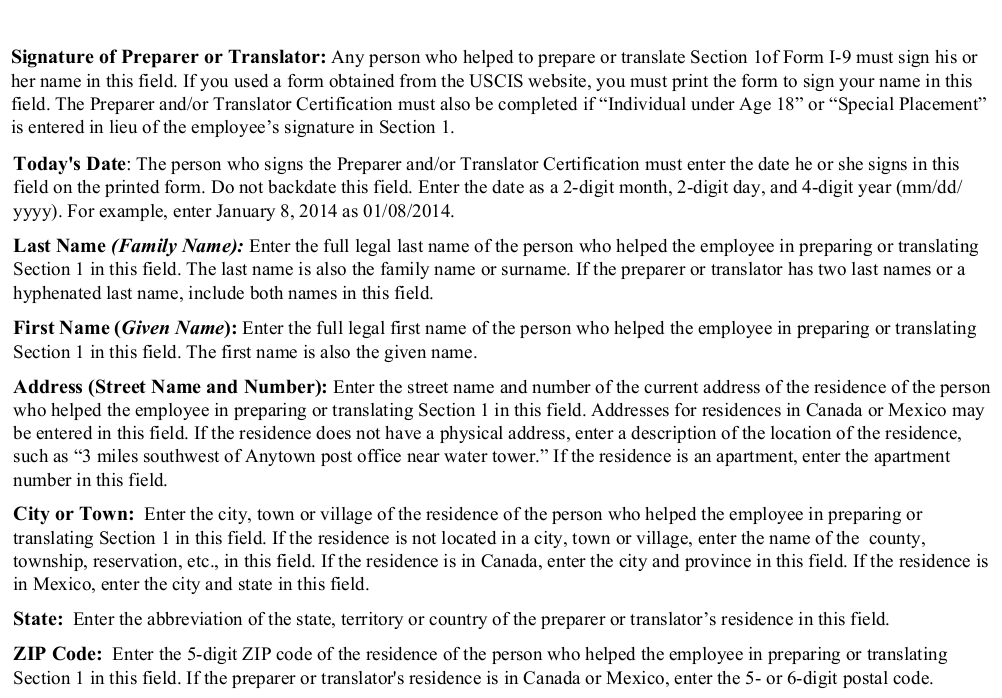 Signature of Preparer or Translator: Any person who helped to prepare or translate Section 1of Form I-9 must sign his or
her name in this field. If you used a form obtained from the USCIS website, you must print the form to sign your name in this
field. The Preparer and/or Translator Certification must also be completed if “Individual under Age 18” or “Special Placement”
is entered in lieu of the employee’s signature in Section 1.
Today's Date: The person who signs the Preparer and/or Translator Certification must enter the date he or she signs in this
field on the printed form. Do not backdate this field. Enter the date as a 2-digit month, 2-digit day, and 4-digit year (mm/dd/
yyyy). For example, enter January 8, 2014 as 01/08/2014.
Last Name (Family Name): Enter the full legal last name of the person who helped the employee in preparing or translating
Section 1 in this field. The last name is also the family name or surname. If the preparer or translator has two last names or a
hyphenated last name, include both names in this field.
First Name (Given Name): Enter the full legal first name of the person who helped the employee in preparing or translating
Section 1 in this field. The first name is also the given name.
Address (Street Name and Number): Enter the street name and number of the current address of the residence of the person
who helped the employee in preparing or translating Section 1 in this field. Addresses for residences in Canada or Mexico may
be entered in this field. If the residence does not have a physical address, enter a description of the location of the residence,
such as “3 miles southwest of Anytown post office near water tower.” If the residence is an apartment, enter the apartment
number in this field.
City or Town: Enter the city, town or village of the residence of the person who helped the employee in preparing or
translating Section 1 in this field. If the residence is not located in a city, town or village, enter the name of the county,
township, reservation, etc., in this field. If the residence is in Canada, enter the city and province in this field. If the residence is
in Mexico, enter the city and state in this field.
State: Enter the abbreviation of the state, territory or country of the preparer or translator’s residence in this field.
ZIP Code: Enter the 5-digit ZIP code of the residence of the person who helped the employee in preparing or translating
Section 1 in this field. If the preparer or translator's residence is in Canada or Mexico, enter the 5- or 6-digit postal code.